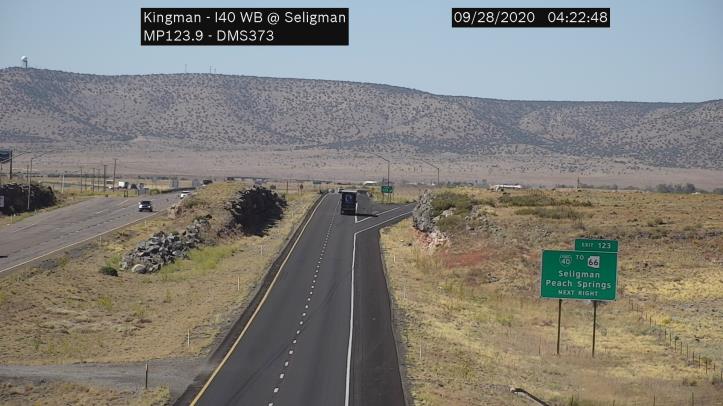 Kingman - I40 WB @ Seligman
MP123.9 - DMS373
09/28/2020 04:22:48
EXIT 123
40 TO 66
Seligman
Peach Springs
NEXT RIGHT